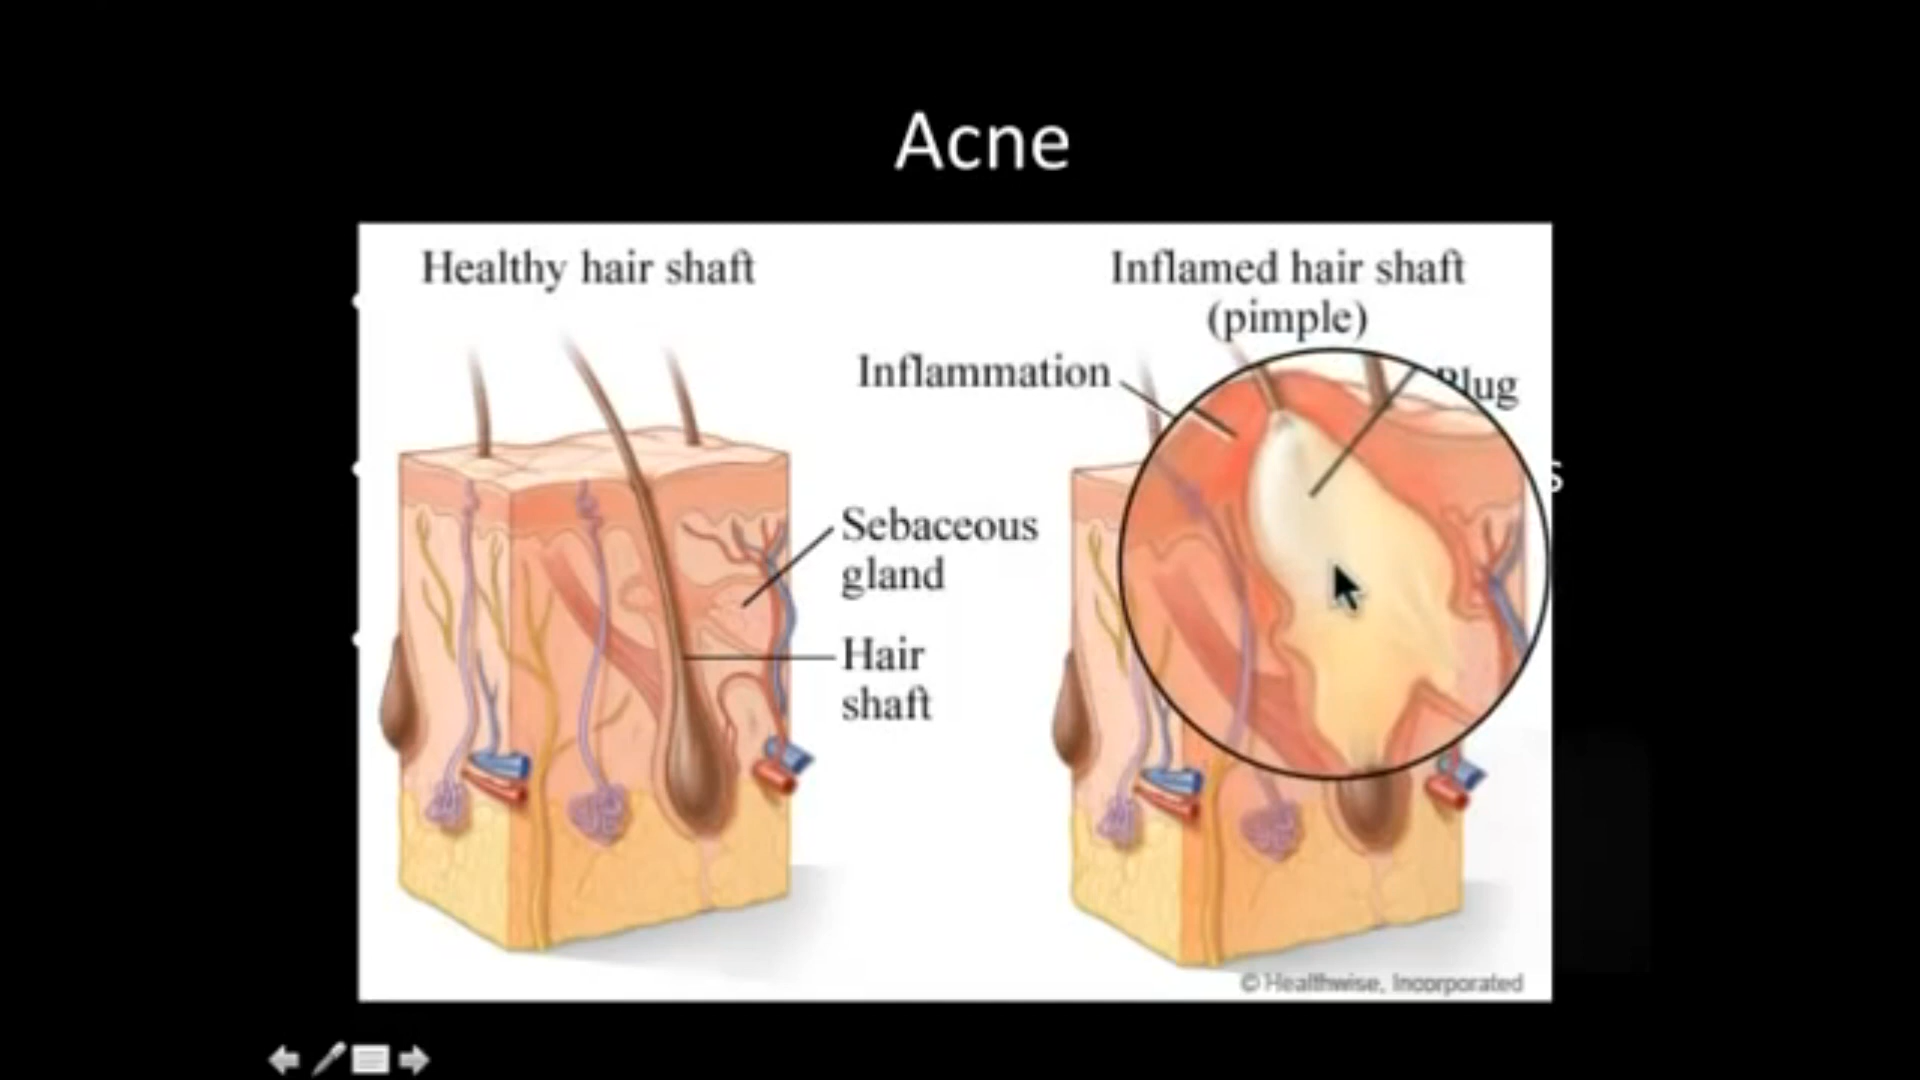 Acne
Healthy hair shaft
Inflamed hair shaft
(pimple)
Inflammation
Plug
Sebaceous
gland
Hair
shaft
s
© Healthwise, Incorporated